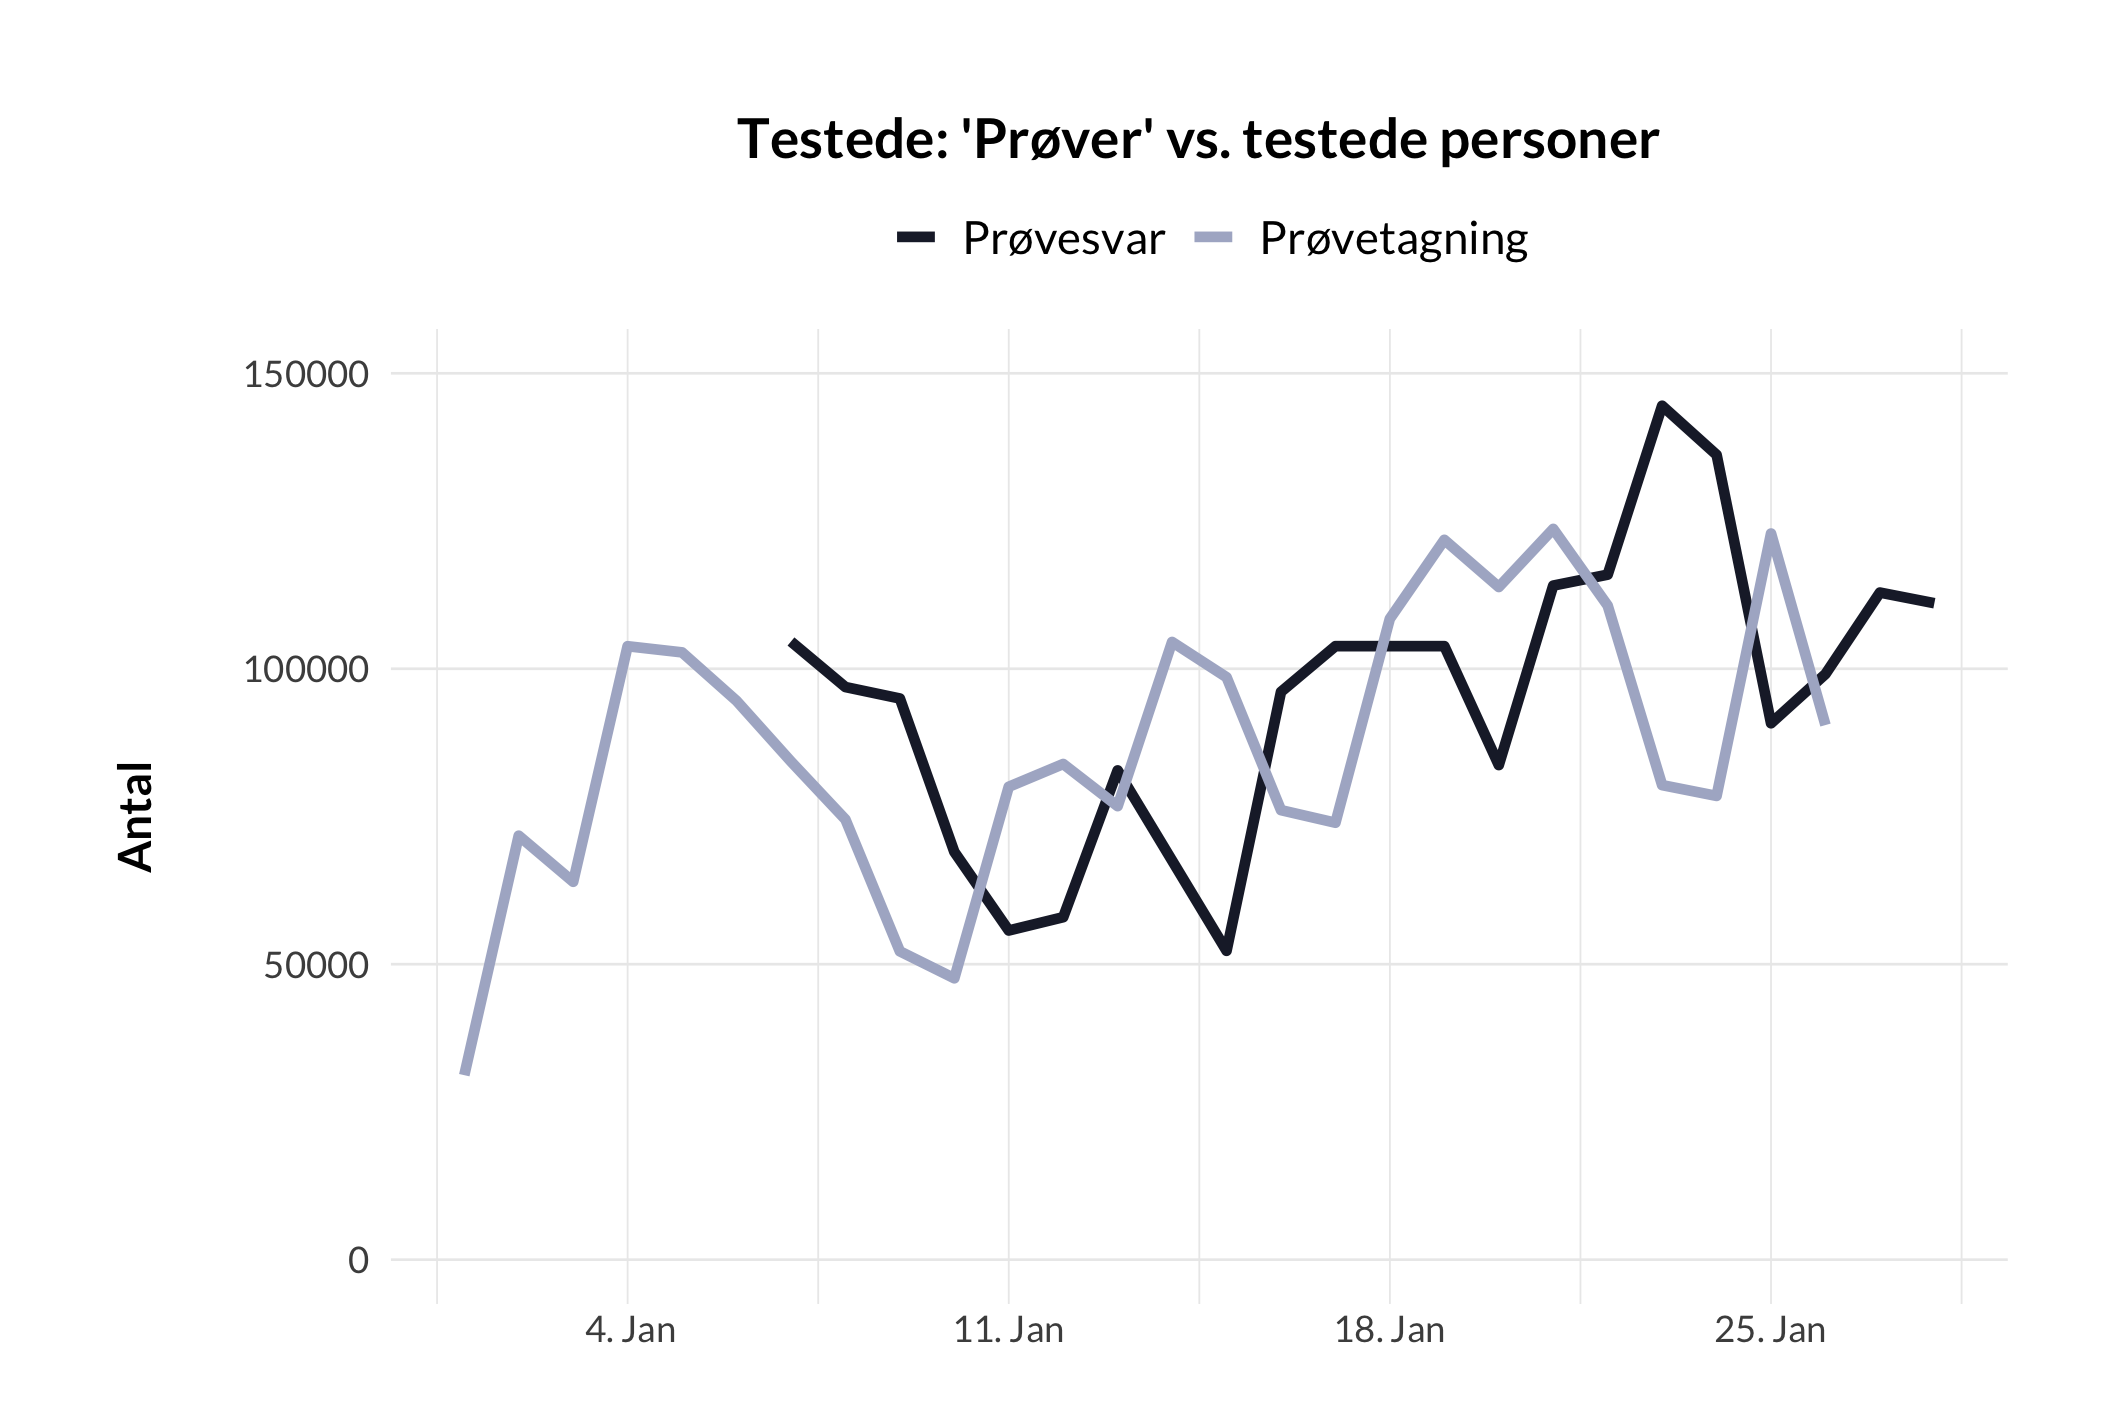 Testede: 'Prøver' vs. testede personer
Prøvesvar Prøvetagning
Antal
150000
100000
50000
0
4. Jan 11. Jan 18. Jan 25. Jan